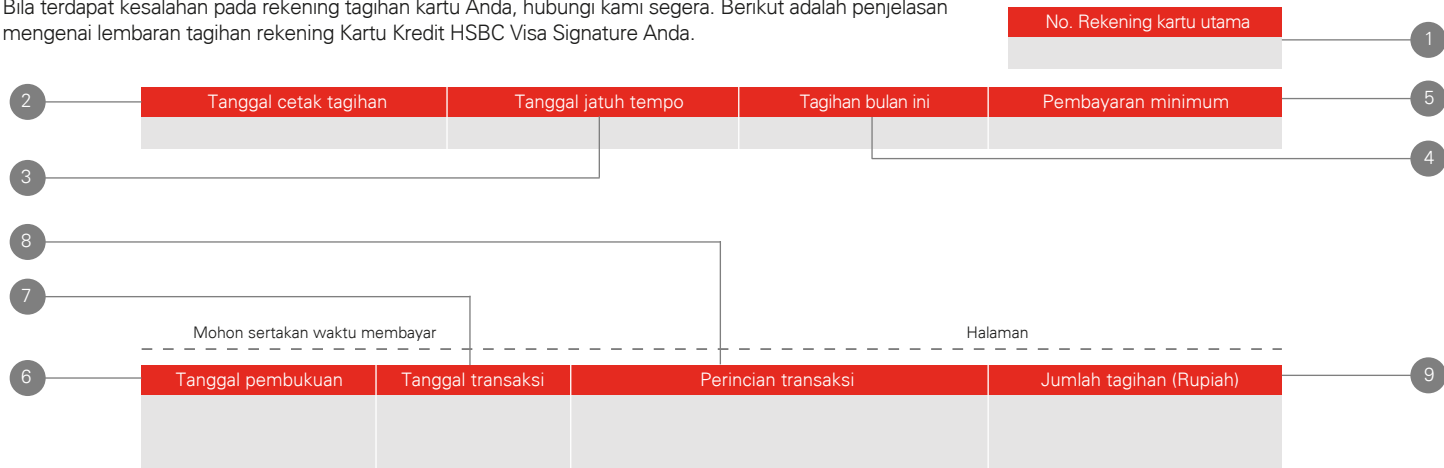 Bila terdapat kesalahan pada rekening tagihan kartu Anda, hubungi kami segera. Berikut adalah penjelasan
mengenai lembaran tagihan rekening Kartu Kredit HSBC Visa Signature Anda.
No. Rekening kartu utama
1
2
Tanggal cetak tagihan
Tanggal jatuh tempo
Tagihan bulan ini
Pembayaran minimum
5
3
4
8
7
Mohon sertakan waktu membayar
Halaman
6
Tanggal pembukuan
Tanggal transaksi
Perincian transaksi
Jumlah tagihan (Rupiah)
9